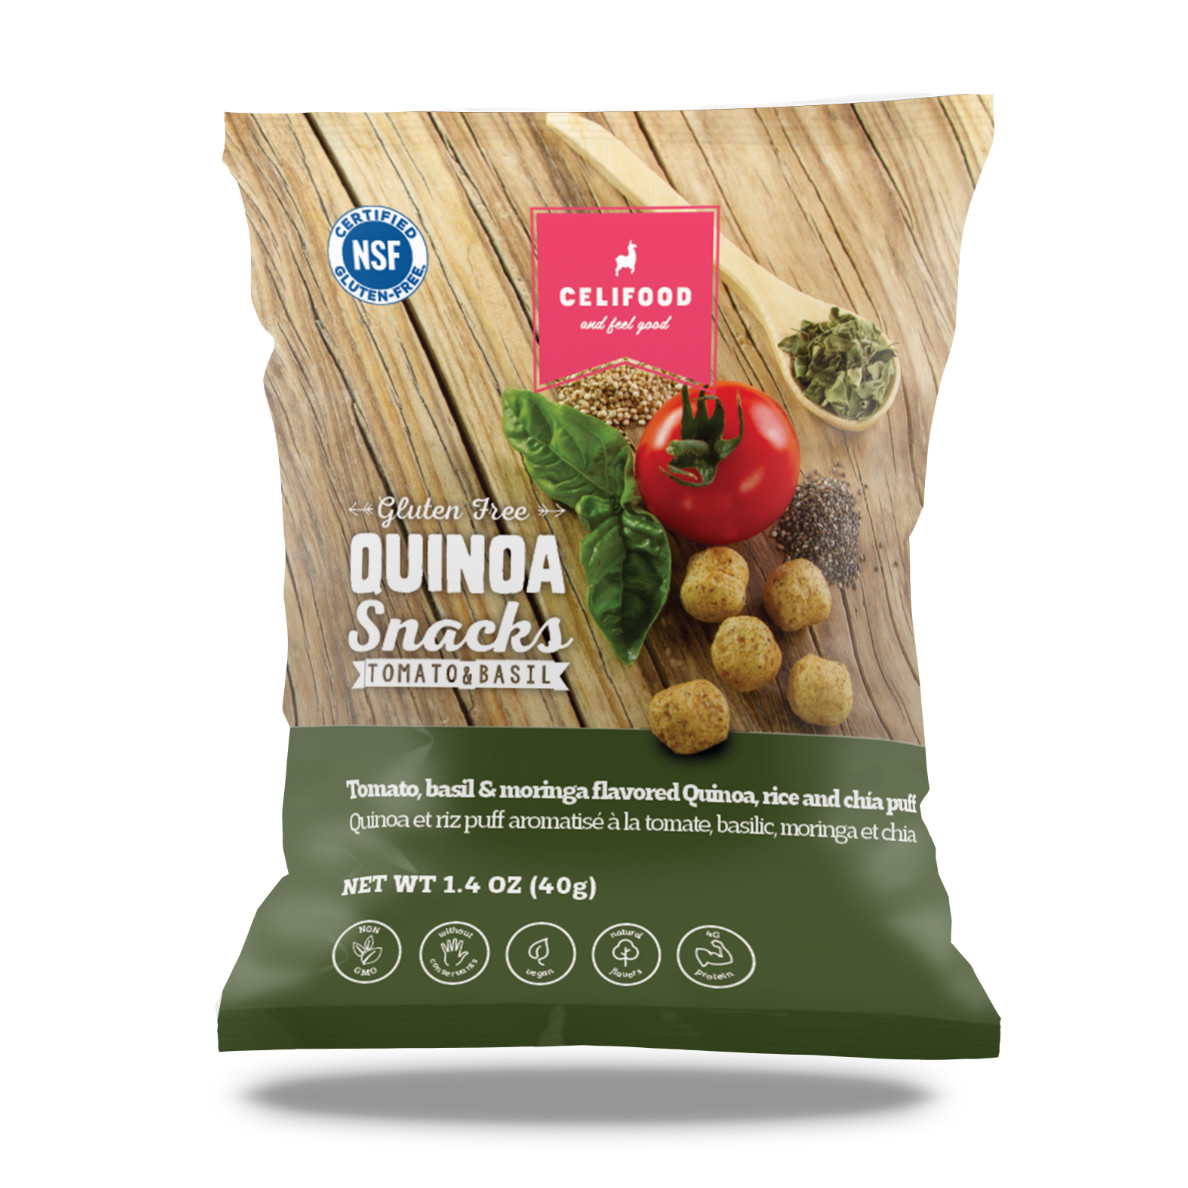 CERTIFIED
NSF
GLUTEN-FREE
CELIFOOD
and feel good
Gluten Free
QUINOA
Snacks
TOMATO & BASIL
Tomato, basil & moringa flavored Quinoa, rice and chía puff
Quinoa et riz puff aromatisé à la tomate, basilic, moringa et chia
NET WT 1.4 OZ (40g)
NON
GMO
without
conservants
vegan
natural
flavors
4G
protein